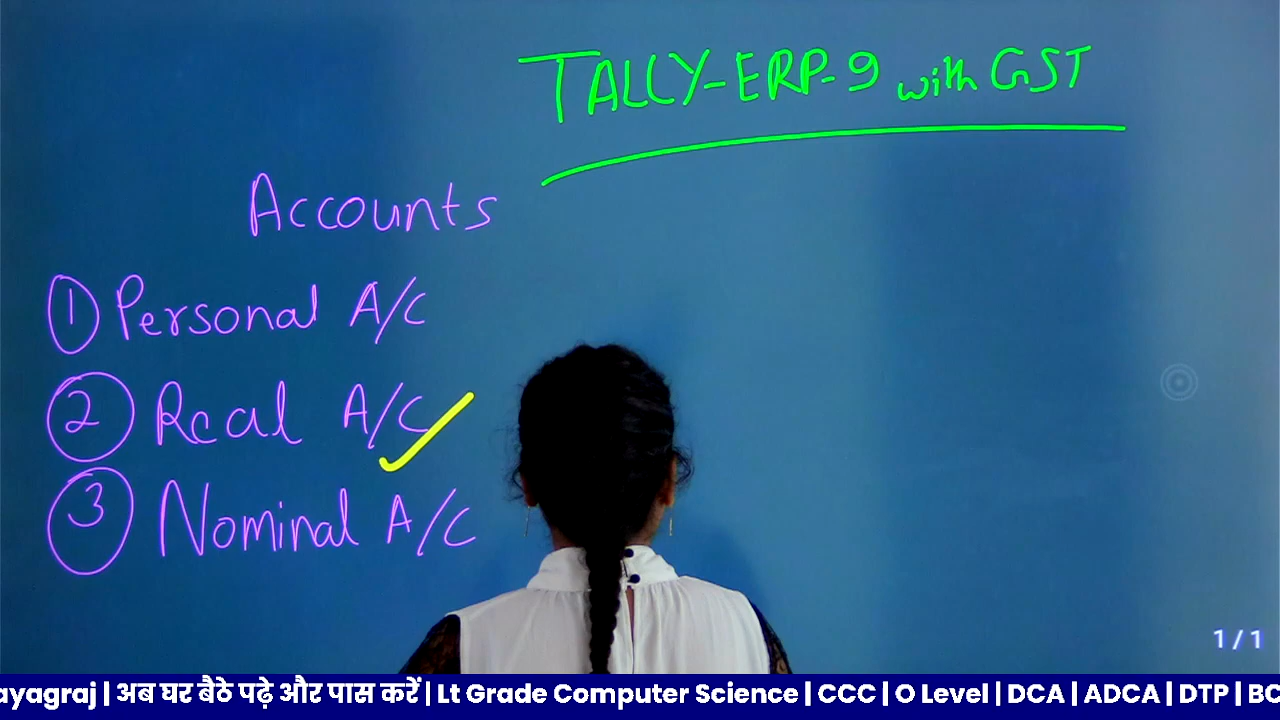 TALLY-ERP-9 with GST
Accounts
① Personal A/C
② Real A/C
③ Nominal A/C
1/1
ayagraj | अब घर बैठे पढ़े और पास करें | Lt Grade Computer Science | CCC | O Level | DCA | ADCA | DTP | BC